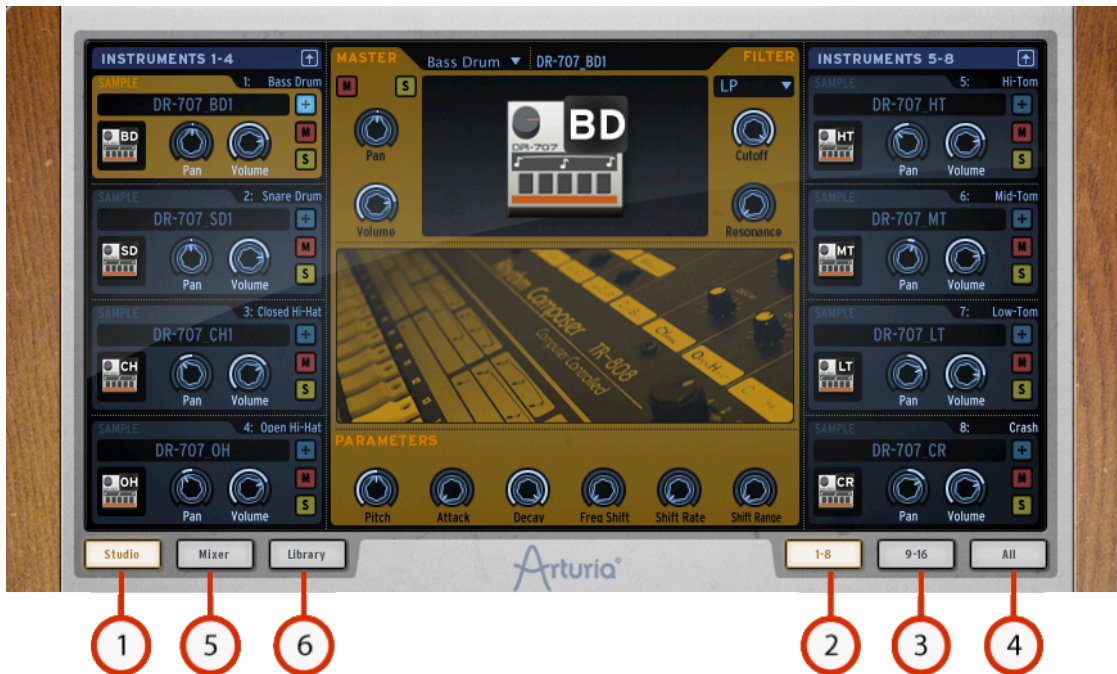 INSTRUMENTS 1-4
SAMPLE 1: Bass Drum
DR-707_BD1
+
BD
M
S
Pan Volume
SAMPLE 2: Snare Drum
DR-707_SD1
+
SD
M
S
Pan Volume
SAMPLE 3: Closed Hi-Hat
DR-707_CH1
+
CH
M
S
Pan Volume
SAMPLE 4: Open Hi-Hat
DR-707_OH
+
OH
M
S
Pan Volume
MASTER Bass Drum DR-707_BD1 FILTER
M S
LP
Pan
Volume
BD
DR-707
Cutoff
Resonance
Rhythm Composer TR-808
Computer Controlled
DECAY
PARAMETERS
Pitch Attack Decay Freq Shift Shift Rate Shift Range
INSTRUMENTS 5-8
SAMPLE 5: Hi-Tom
DR-707_HT
+
HT
M
S
Pan Volume
SAMPLE 6: Mid-Tom
DR-707_MT
+
MT
M
S
Pan Volume
SAMPLE 7: Low-Tom
DR-707_LT
+
LT
M
S
Pan Volume
SAMPLE 8: Crash
DR-707_CR
+
CR
M
S
Pan Volume
Studio Mixer Library
Arturia®
1-8 9-16 All
1 5 6 2 3 4